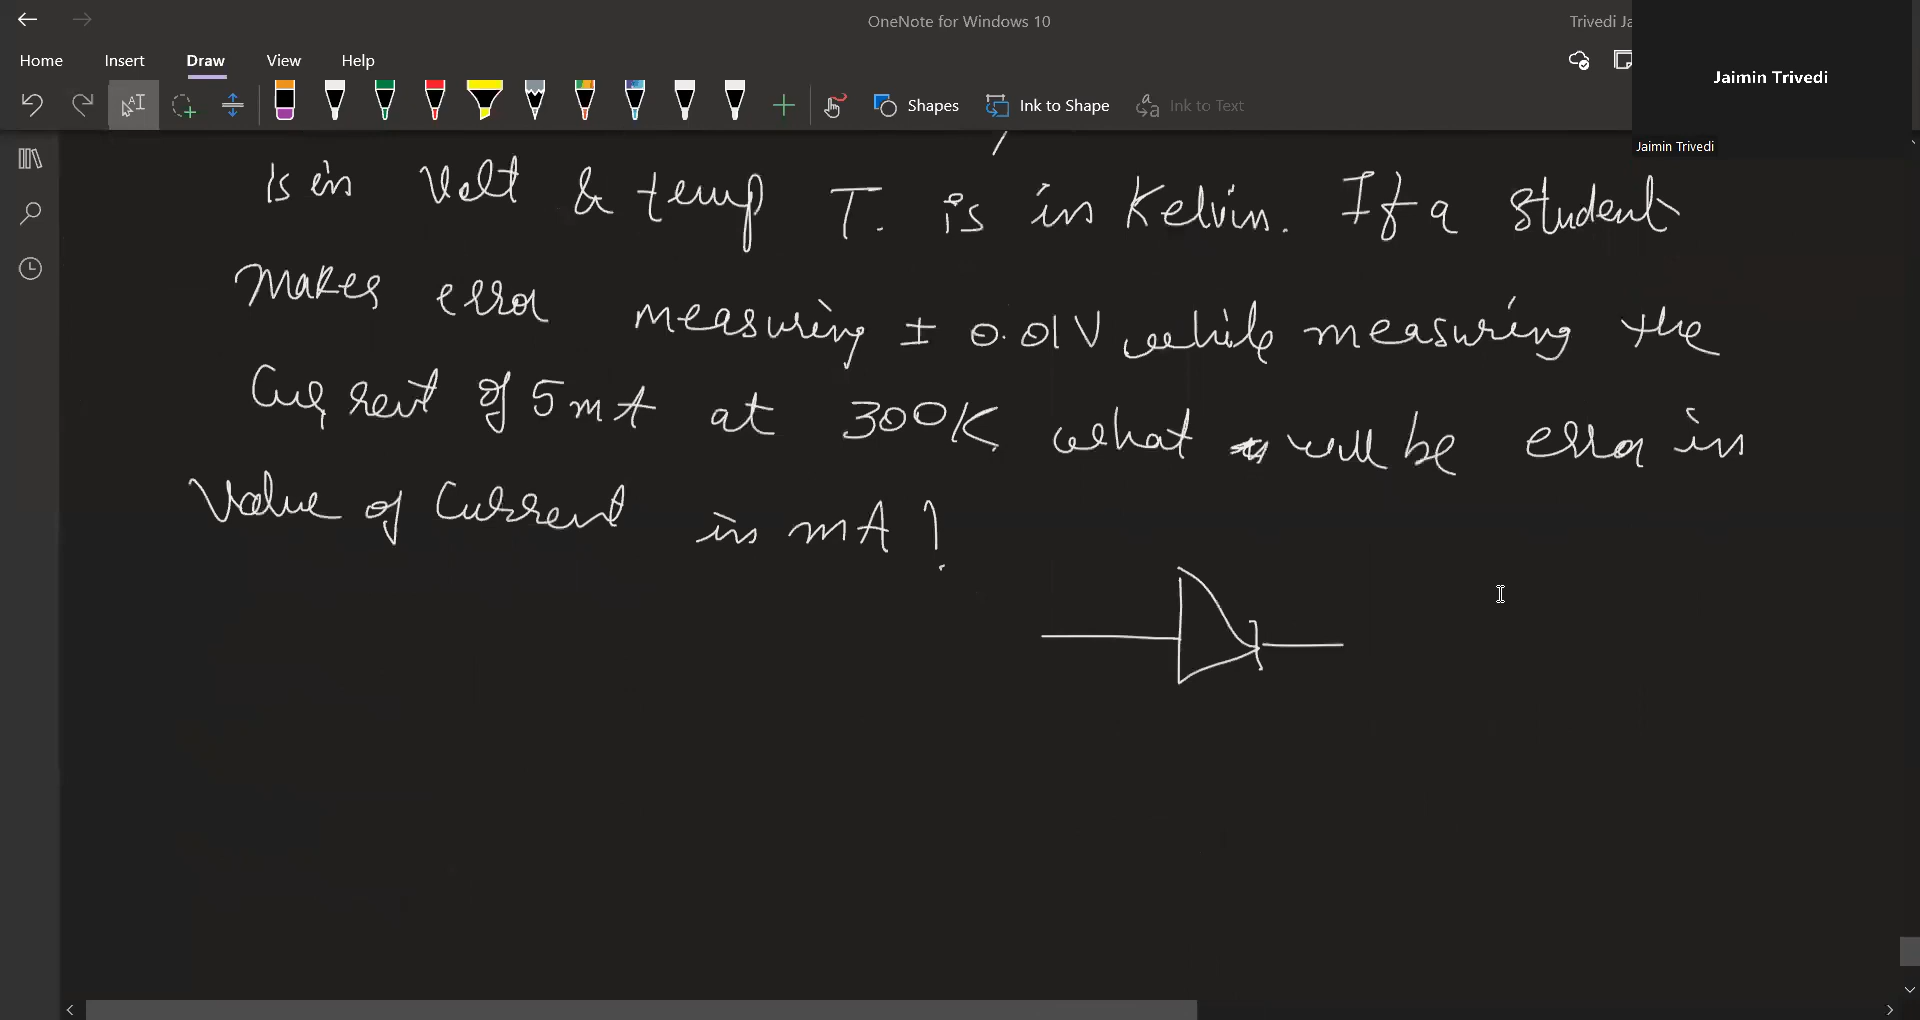 OneNote for Windows 10
Trivedi Ja
Home Insert Draw View Help
Jaimin Trivedi
Shapes Ink to Shape Ink to Text
Jaimin Trivedi
is in Volt & temp T. is in Kelvin. If a student
makes error measuring ± 0.01V while measuring the
Current of 5mA at 300K what will be error in
Value of Current in mA?